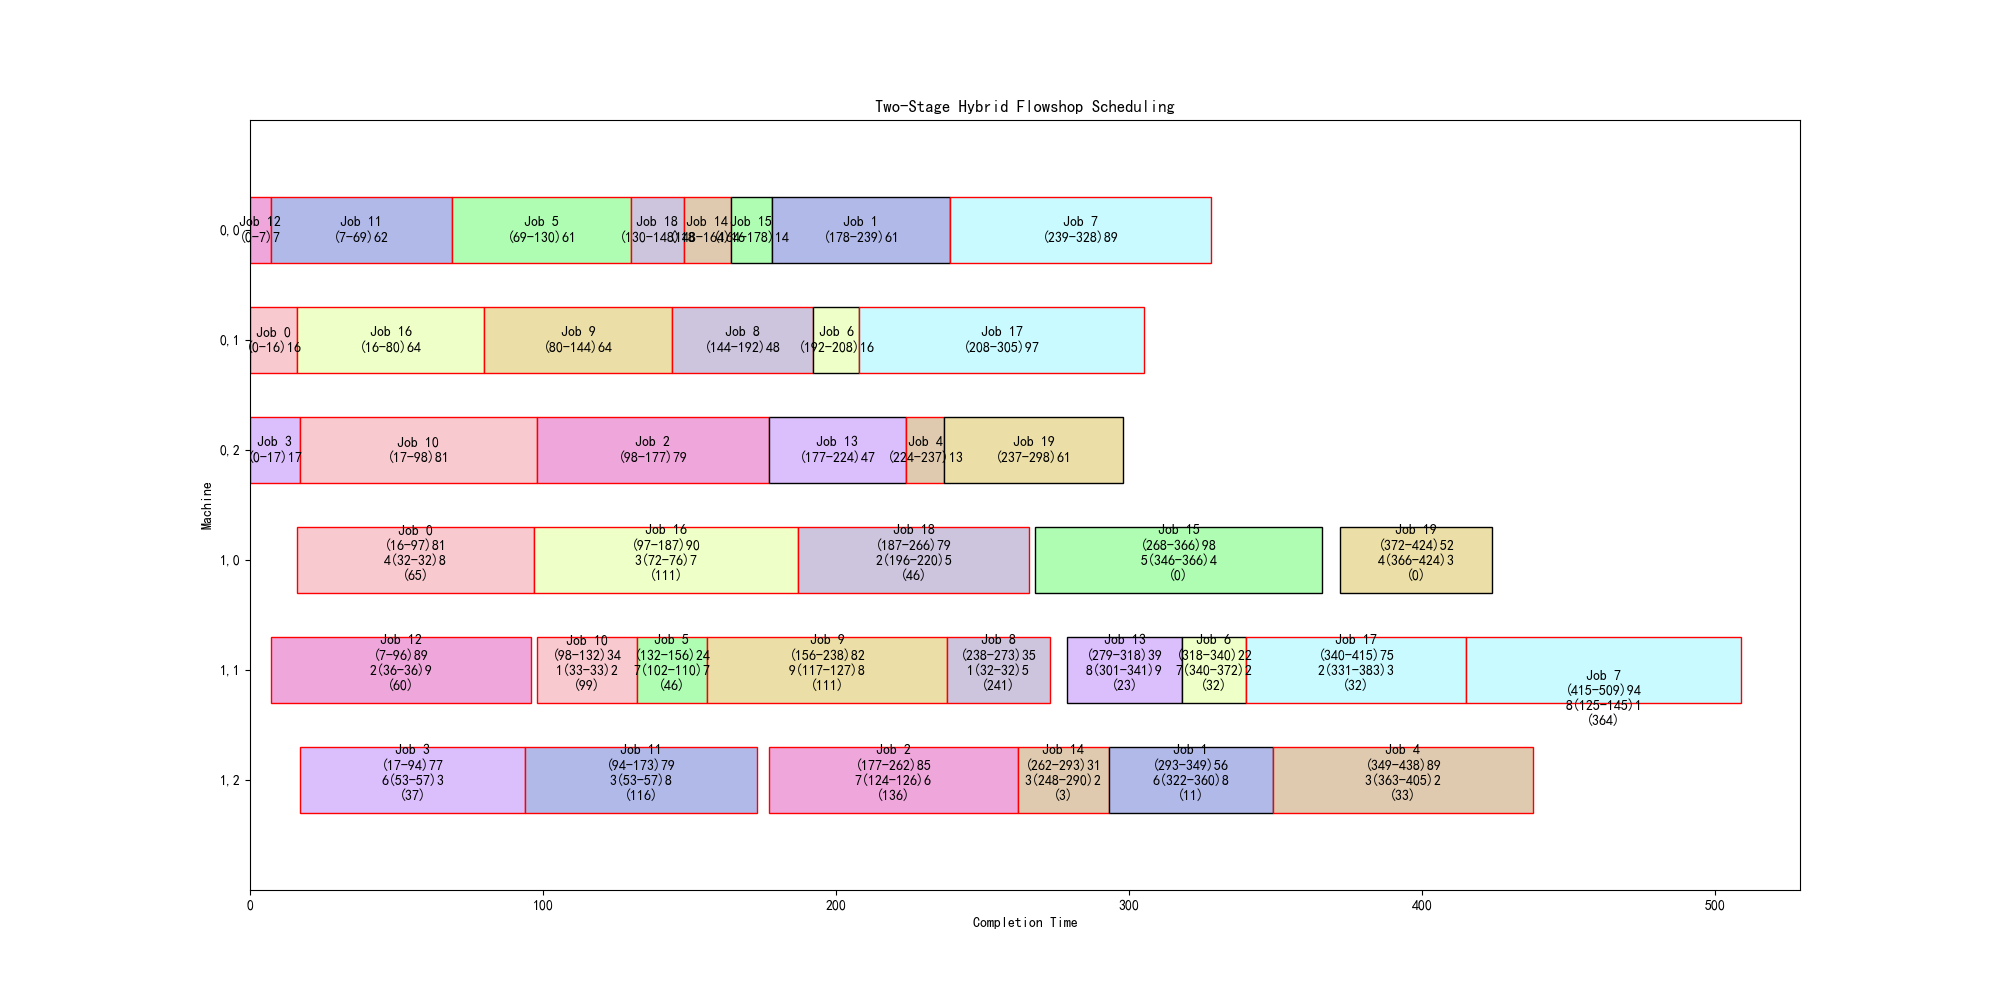 Two-Stage Hybrid Flowshop Scheduling
Machine
0,0
Job 12
(0-7)7
Job 11
(7-69)62
Job 5
(69-130)61
Job 18
(130-148)18
Job 14
(148-164)16
Job 15
(164-178)14
Job 1
(178-239)61
Job 7
(239-328)89
0,1
Job 0
(0-16)16
Job 16
(16-80)64
Job 9
(80-144)64
Job 8
(144-192)48
Job 6
(192-208)16
Job 17
(208-305)97
0,2
Job 3
(0-17)17
Job 10
(17-98)81
Job 2
(98-177)79
Job 13
(177-224)47
Job 4
(224-237)13
Job 19
(237-298)61
1,0
Job 0
(16-97)81
4(32-32)8
(65)
Job 16
(97-187)90
3(72-76)7
(111)
Job 18
(187-266)79
2(196-220)5
(46)
Job 15
(268-366)98
5(346-366)4
(0)
Job 19
(372-424)52
4(366-424)3
(0)
1,1
Job 12
(7-96)89
2(36-36)9
(60)
Job 10
(98-132)34
1(33-33)2
(99)
Job 5
(132-156)24
7(102-110)7
(46)
Job 9
(156-238)82
9(117-127)8
(111)
Job 8
(238-273)35
1(32-32)5
(241)
Job 13
(279-318)39
8(301-341)9
(23)
Job 6
(318-340)22
7(340-372)2
(32)
Job 17
(340-415)75
2(331-383)3
(32)
Job 7
(415-509)94
8(125-145)1
(364)
1,2
Job 3
(17-94)77
6(53-57)3
(37)
Job 11
(94-173)79
3(53-57)8
(116)
Job 2
(177-262)85
7(124-126)6
(136)
Job 14
(262-293)31
3(248-290)2
(3)
Job 1
(293-349)56
6(322-360)8
(11)
Job 4
(349-438)89
3(363-405)2
(33)
0
100
200
300
400
500
Completion Time